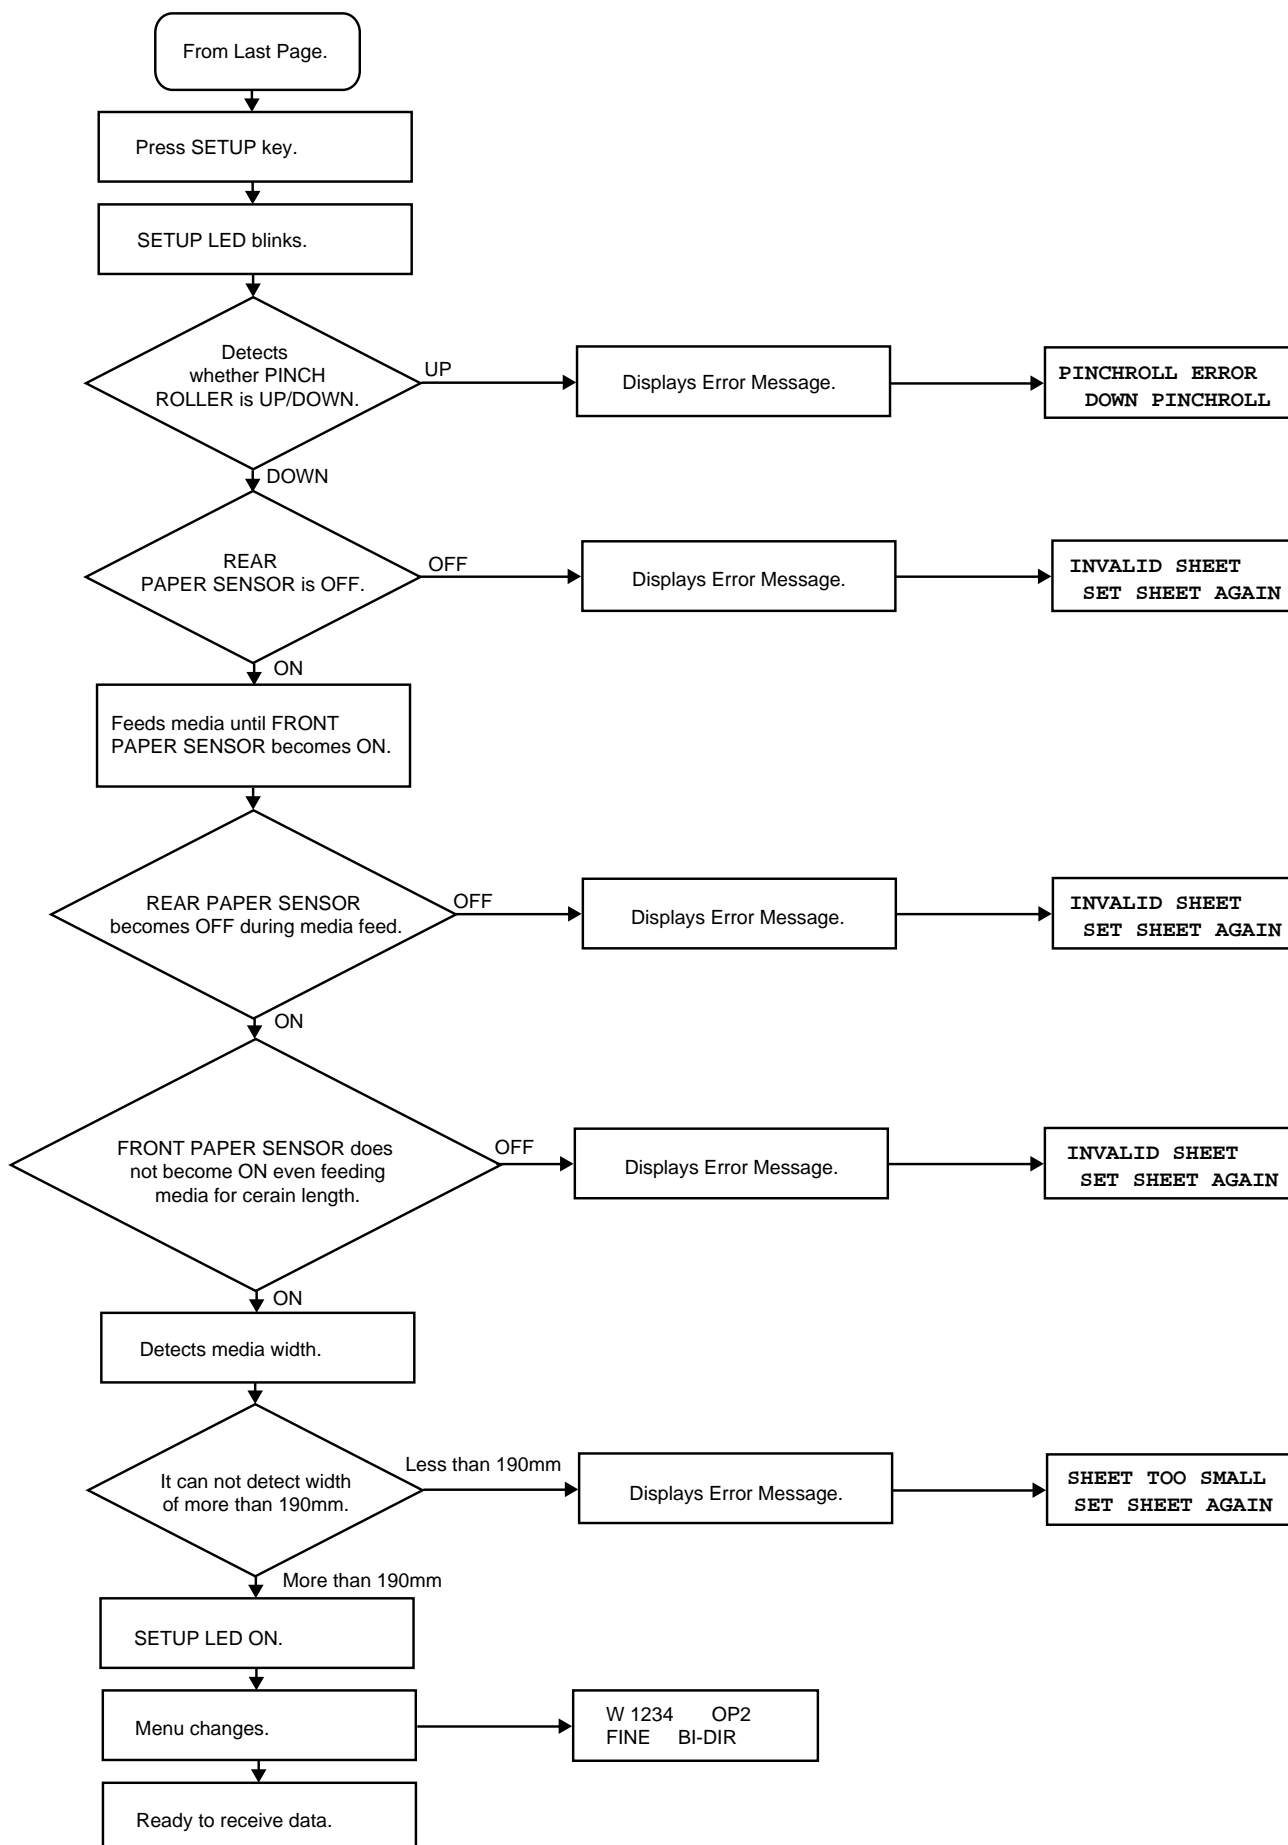 From Last Page.
Press SETUP key.
SETUP LED blinks.
Detects
whether PINCH
ROLLER is UP/DOWN.
UP
Displays Error Message.
PINCHROLL ERROR
DOWN PINCHROLL
DOWN
REAR
PAPER SENSOR is OFF.
OFF
Displays Error Message.
INVALID SHEET
SET SHEET AGAIN
ON
Feeds media until FRONT
PAPER SENSOR becomes ON.
REAR PAPER SENSOR
becomes OFF during media feed.
OFF
Displays Error Message.
INVALID SHEET
SET SHEET AGAIN
ON
FRONT PAPER SENSOR does
not become ON even feeding
media for cerain length.
OFF
Displays Error Message.
INVALID SHEET
SET SHEET AGAIN
ON
Detects media width.
It can not detect width
of more than 190mm.
Less than 190mm
Displays Error Message.
SHEET TOO SMALL
SET SHEET AGAIN
More than 190mm
SETUP LED ON.
Menu changes.
W 1234 OP2
FINE BI-DIR
Ready to receive data.